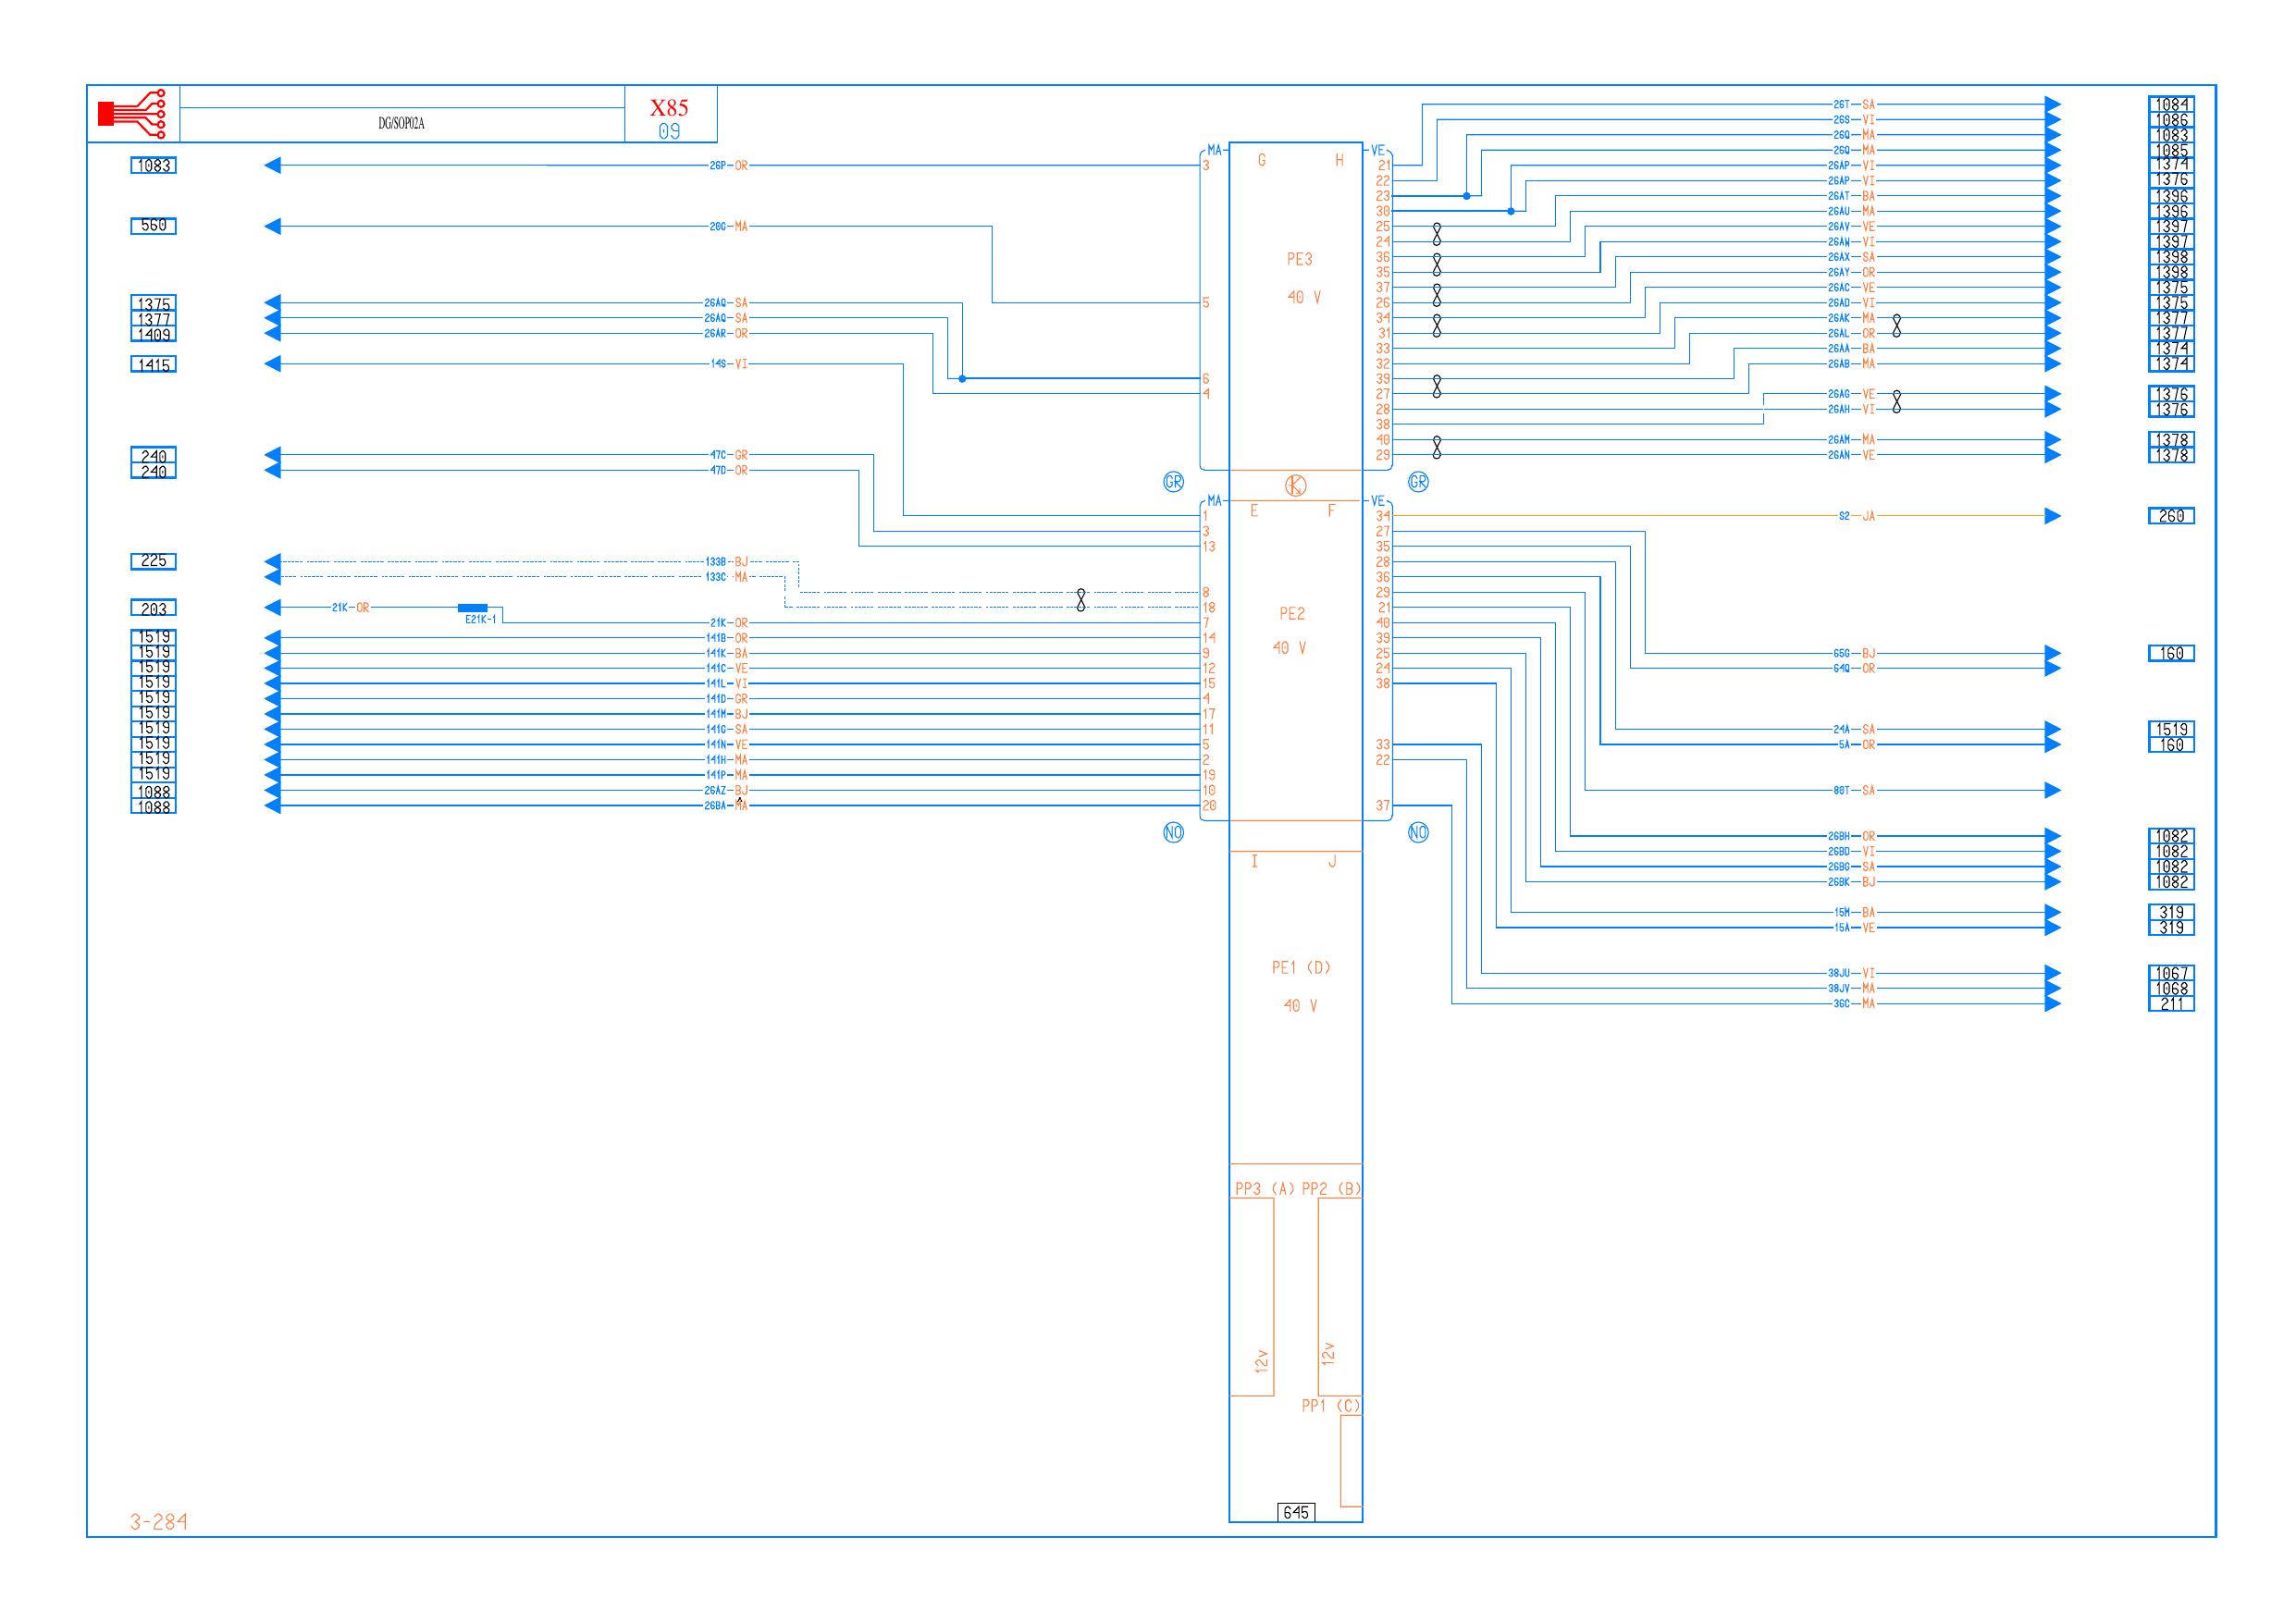 DG/SOP02A
X85
09
1083
26P OR
560
20G MA
1375
26AQ SA
1377
26AQ SA
1409
26AR OR
1415
14S VI
240
47C GR
240
47D OR
225
133B BJ
133C MA
203
21K OR
E21K-1
21K OR
1519
141B OR
1519
141K BA
1519
141C VE
1519
141L VI
1519
141D GR
1519
141M BJ
1519
141G SA
1519
141N VE
1519
141H MA
1519
141P MA
1088
26AZ BJ
1088
26BA MA
MA
3
5
6
4
GR
MA
1
3
13
8
18
7
14
9
12
15
4
17
11
5
2
19
10
20
NO
G H
PE3
40 V
K
E F
PE2
40 V
I J
PE1 (D)
40 V
PP3 (A) PP2 (B)
12v 12v
PP1 (C)
645
VE
21
22
23
30
25
24
36
35
37
26
34
31
33
32
39
27
28
38
40
29
GR
VE
34
27
35
28
36
29
21
40
39
25
24
38
33
22
37
NO
26T SA 1084
26S VI 1086
26Q MA 1083
26Q MA 1085
26AP VI 1374
26AP VI 1376
26AT BA 1396
26AU MA 1396
26AV VE 1397
26AW VI 1397
26AX SA 1398
26AY OR 1398
26AC VE 1375
26AD VI 1375
26AK MA 1377
26AL OR 1377
26AA BA 1374
26AB MA 1374
26AG VE 1376
26AH VI 1376
26AM MA 1378
26AN VE 1378
S2 JA 260
65G BJ 160
64Q OR
24A SA 1519
5A OR 160
80T SA
26BH OR 1082
26BD VI 1082
26BG SA 1082
26BK BJ 1082
15M BA 319
15A VE 319
38JU VI 1067
38JV MA 1068
36C MA 211
3-284